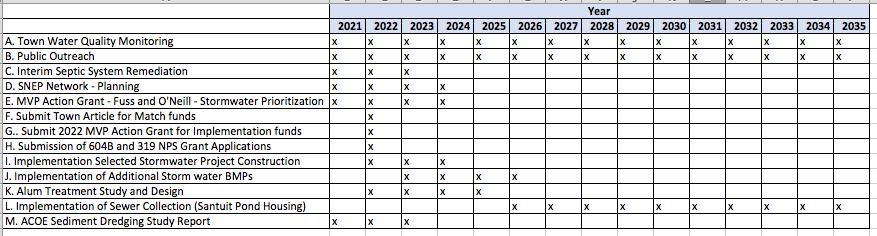 Year
2021 2022 2023 2024 2025 2026 2027 2028 2029 2030 2031 2032 2033 2034 2035
A. Town Water Quality Monitoring x x x x x x x x x x x x x x x
B. Public Outreach x x x x x x x x x x x x x x x
C. Interim Septic System Remediation x x x
D. SNEP Network - Planning x x x x
E. MVP Action Grant - Fuss and O'Neill - Stormwater Prioritization x x x x
F. Submit Town Article for Match funds x
G.. Submit 2022 MVP Action Grant for Implementation funds x
H. Submission of 604B and 319 NPS Grant Applications x
I. Implementation Selected Stormwater Project Construction x x x
J. Implementation of Additional Storm water BMPs x x x x
K. Alum Treatment Study and Design x x x x
L. Implementation of Sewer Collection (Santuit Pond Housing) x x x x x x x x x x
M. ACOE Sediment Dredging Study Report x x x